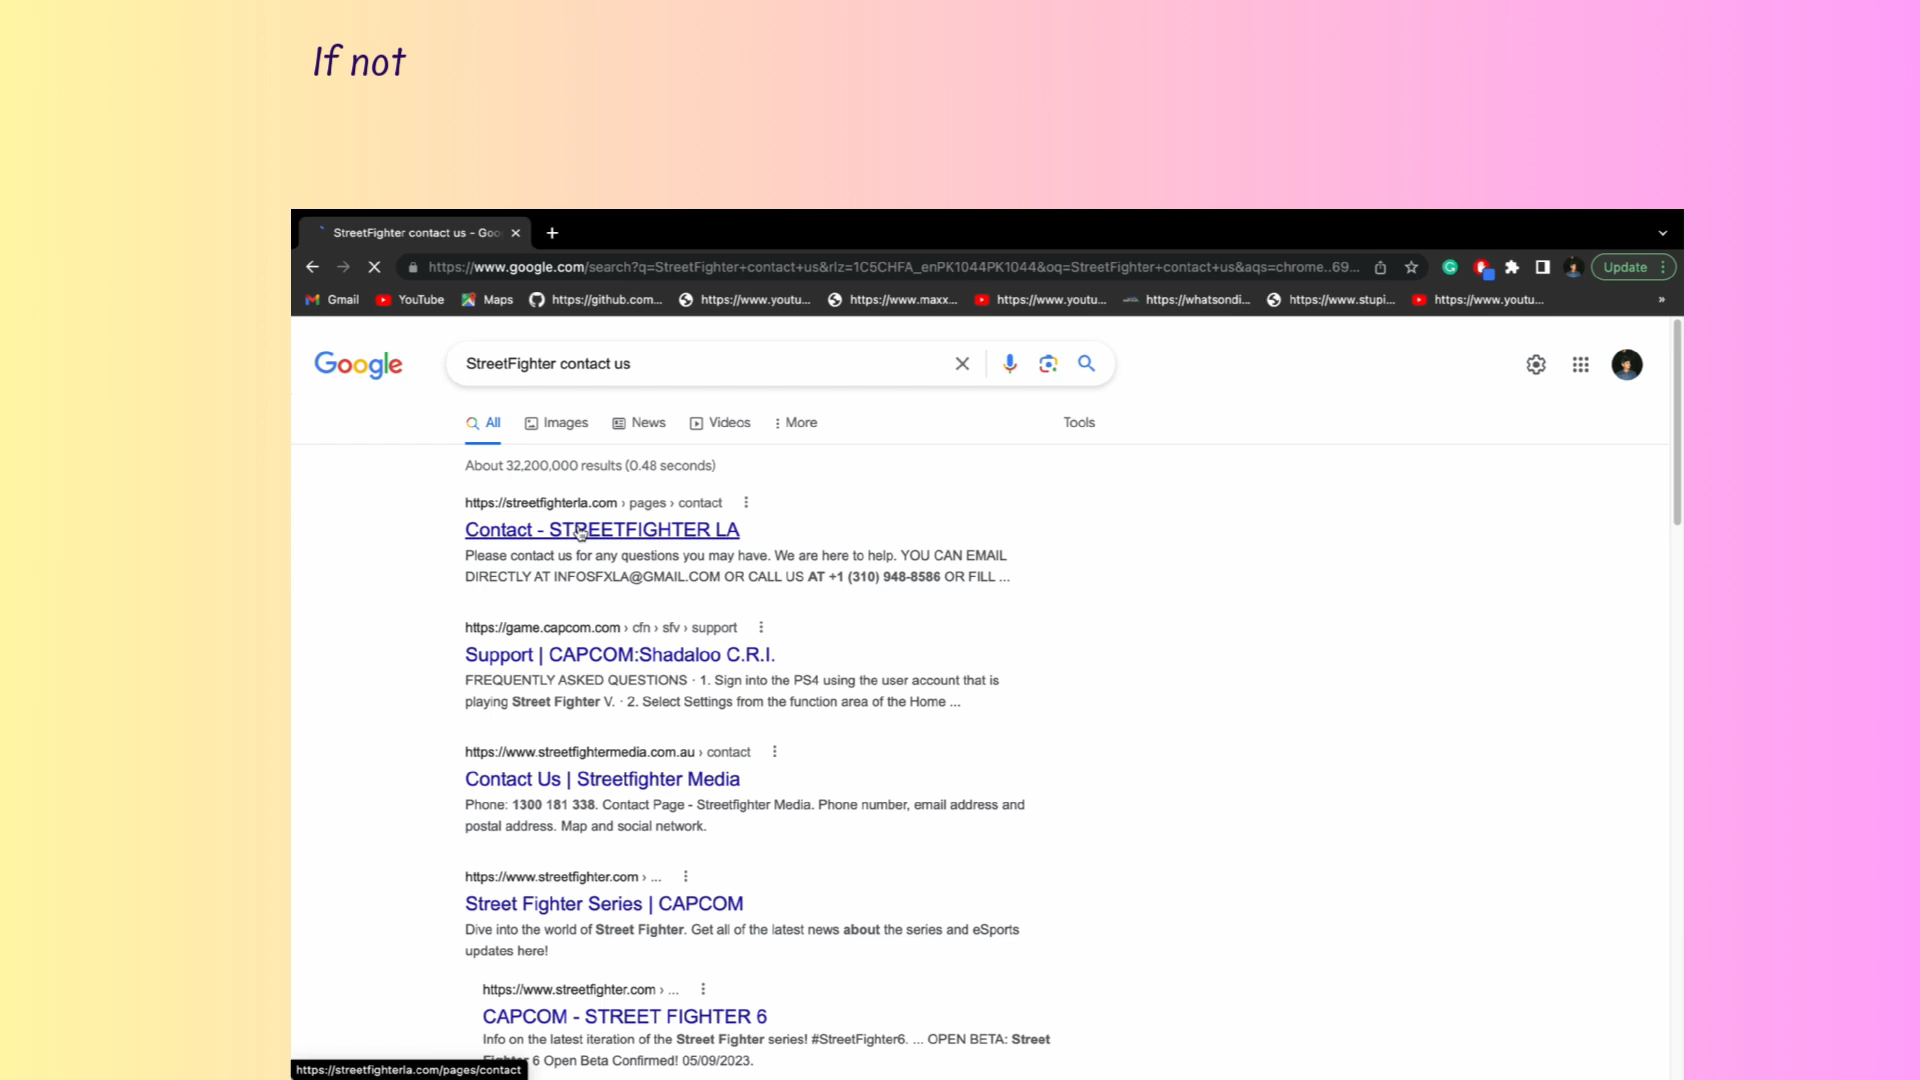 If not
StreetFighter contact us - Goo
https://www.google.com/search?q=StreetFighter+contact+us&rlz=1C5CHFA_enPK1044PK1044&oq=StreetFighter+contact+us&aqs=chrome..69...
Update
Gmail YouTube Maps https://github.com... https://www.youtu... https://www.maxx... https://www.youtu... https://whatsondi... https://www.stupi... https://www.youtu... »
Google
StreetFighter contact us
All Images News Videos More Tools
About 32,200,000 results (0.48 seconds)
https://streetfighterla.com › pages › contact
Contact - STREETFIGHTER LA
Please contact us for any questions you may have. We are here to help. YOU CAN EMAIL
DIRECTLY AT INFOSFXLA@GMAIL.COM OR CALL US AT +1 (310) 948-8586 OR FILL ...
https://game.capcom.com › cfn › sfv › support
Support | CAPCOM:Shadaloo C.R.I.
FREQUENTLY ASKED QUESTIONS · 1. Sign into the PS4 using the user account that is
playing Street Fighter V. · 2. Select Settings from the function area of the Home ...
https://www.streetfightermedia.com.au › contact
Contact Us | Streetfighter Media
Phone: 1300 181 338. Contact Page - Streetfighter Media. Phone number, email address and
postal address. Map and social network.
https://www.streetfighter.com › ...
Street Fighter Series | CAPCOM
Dive into the world of Street Fighter. Get all of the latest news about the series and eSports
updates here!
https://www.streetfighter.com › ...
CAPCOM - STREET FIGHTER 6
Info on the latest iteration of the Street Fighter series! #StreetFighter6. ... OPEN BETA: Street
Fighter 6 Open Beta Confirmed! 05/09/2023.
https://streetfighterla.com/pages/contact